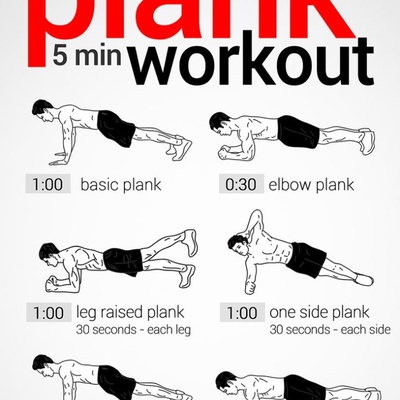 plank
5 min workout
1:00 basic plank
0:30 elbow plank
1:00 leg raised plank
30 seconds - each leg
1:00 one side plank
30 seconds - each side